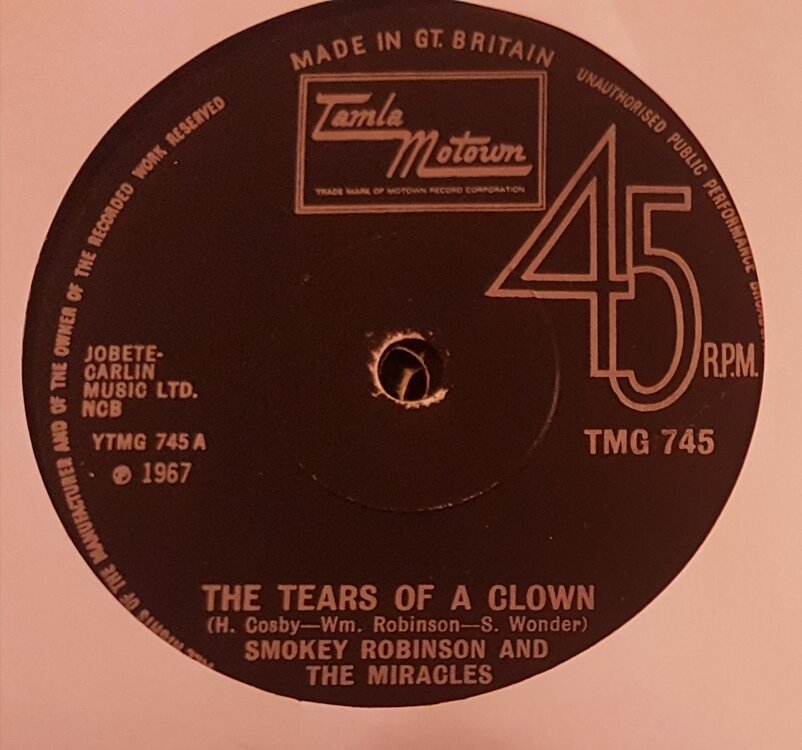 MADE IN GT. BRITAIN
UNAUTHORISED PUBLIC PERFORMANCE
Tamla
Motown
TRADE MARK OF MOTOWN RECORD CORPORATION
45
R.P.M.
TMG 745
JOBETE-
CARLIN
MUSIC LTD.
NCB
YTMG 745 A
℗ 1967
THE RIGHTS OF THE MANUFACTURER AND OF THE OWNER OF THE RECORDED WORK RESERVED
THE TEARS OF A CLOWN
(H. Cosby—Wm. Robinson—S. Wonder)
SMOKEY ROBINSON AND
THE MIRACLES